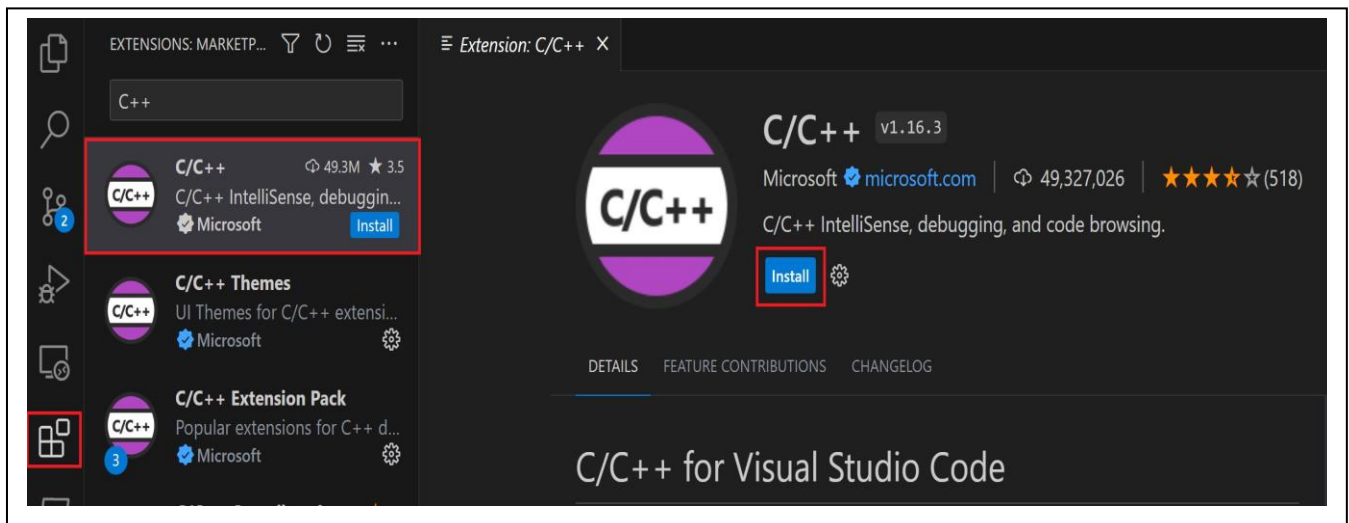 EXTENSIONS: MARKETP...
C++
C/C++ 49.3M ★ 3.5
C/C++ IntelliSense, debuggin...
Microsoft Install
C/C++
C/C++ Themes
UI Themes for C/C++ extensi...
Microsoft
C/C++
C/C++ Extension Pack
Popular extensions for C++ d...
Microsoft
C/C++
3
2
Extension: C/C++
C/C++ v1.16.3
Microsoft microsoft.com | 49,327,026 | ★★★★☆(518)
C/C++ IntelliSense, debugging, and code browsing.
Install
C/C++
DETAILS FEATURE CONTRIBUTIONS CHANGELOG
C/C++ for Visual Studio Code